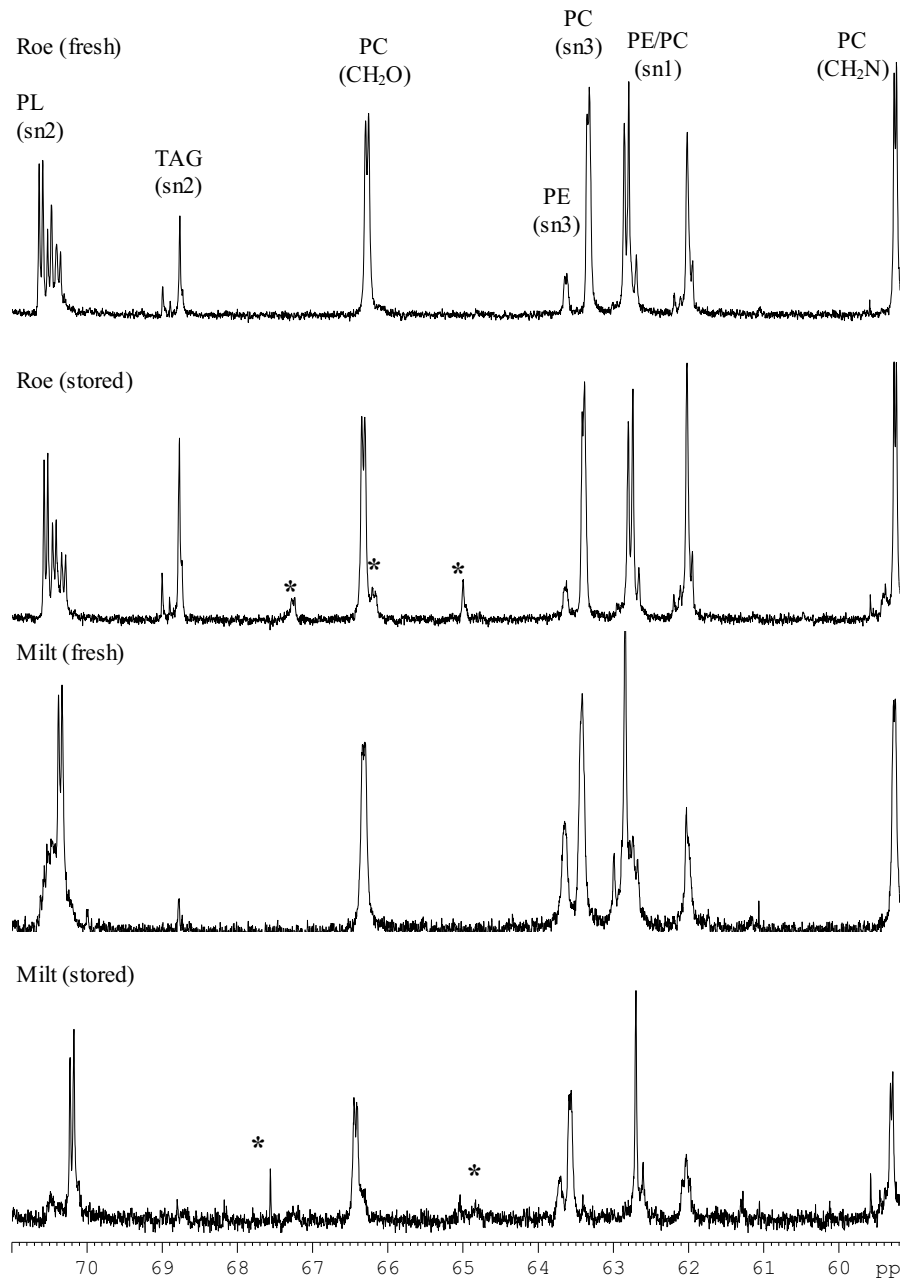 Roe (fresh)
PC
(CH₂O)
PC
(sn3)
PE/PC
(sn1)
PC
(CH₂N)
PL
(sn2)
TAG
(sn2)
PE
(sn3)
Roe (stored)
*
*
*
Milt (fresh)
Milt (stored)
*
*
70 69 68 67 66 65 64 63 62 61 60 pp